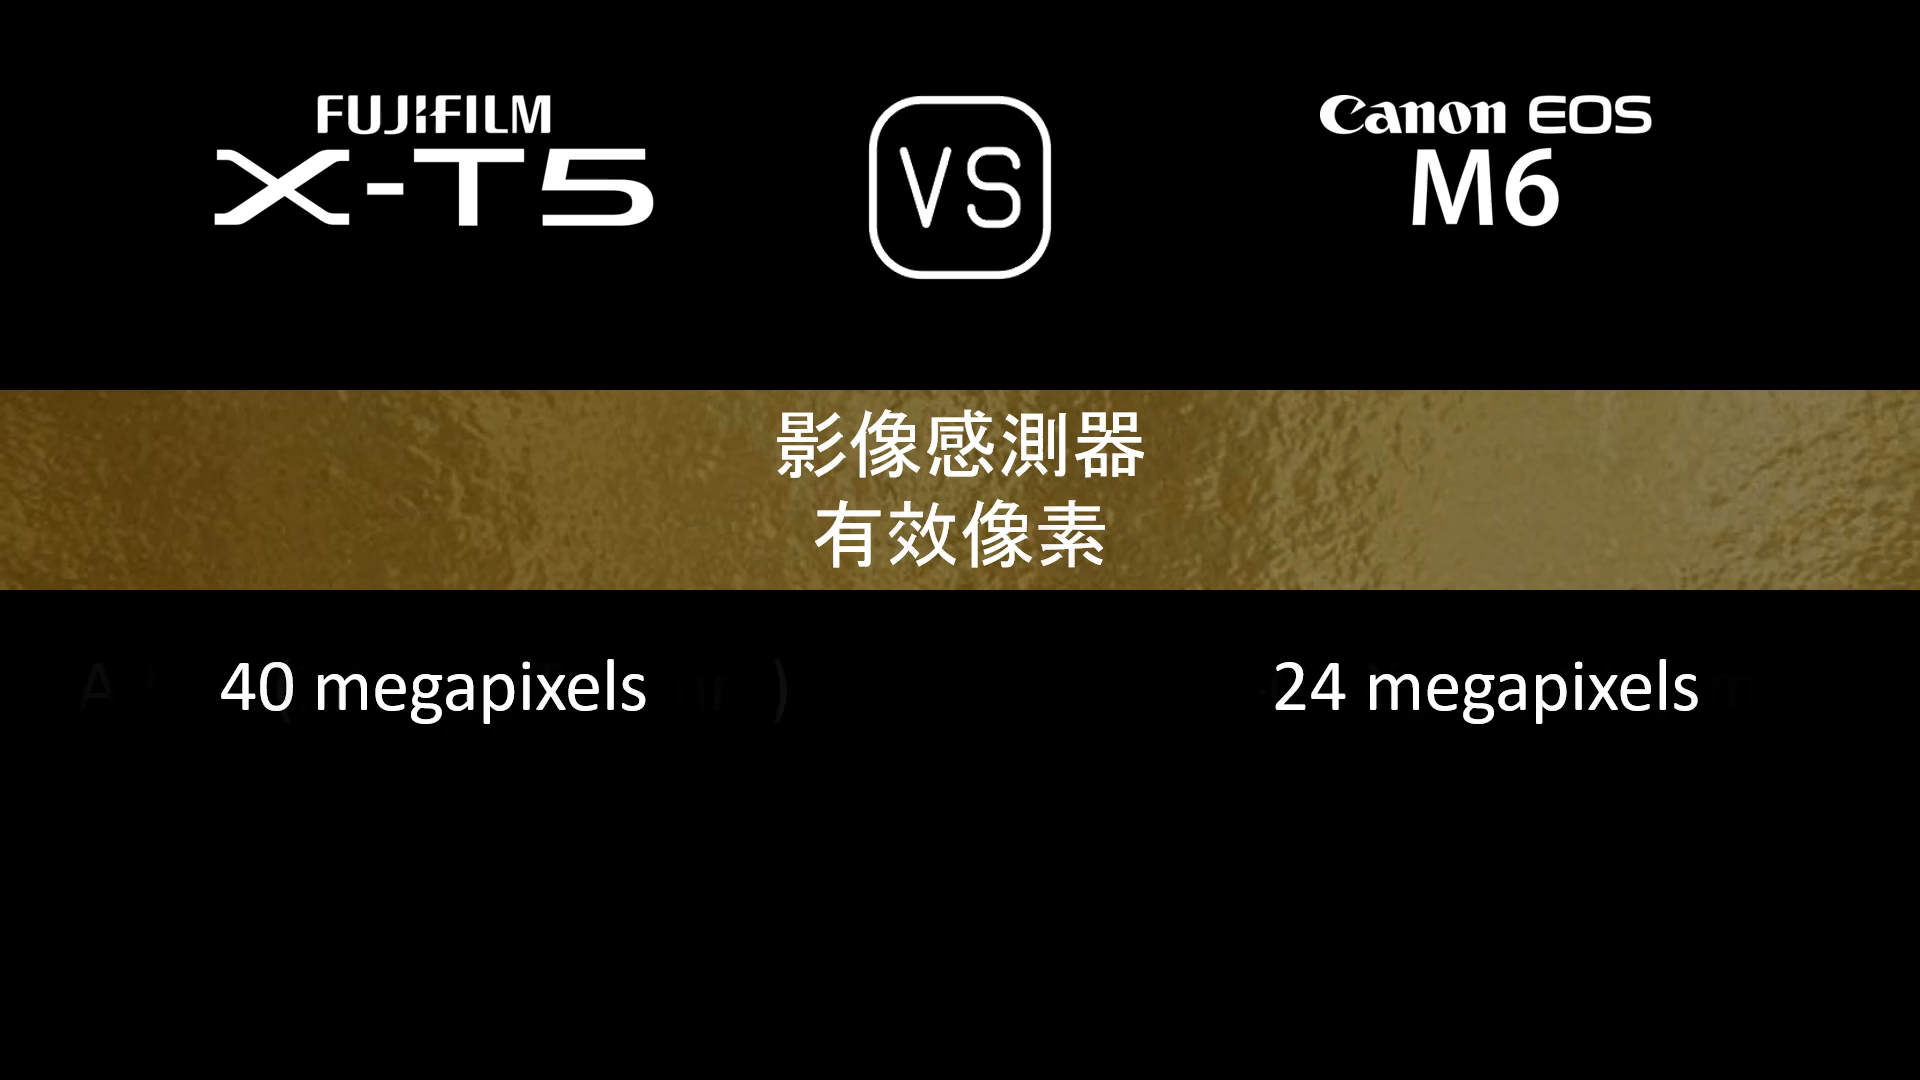 FUJIFILM
X-T5
VS
Canon EOS
M6
影像感測器
有效像素
40 megapixels
24 megapixels